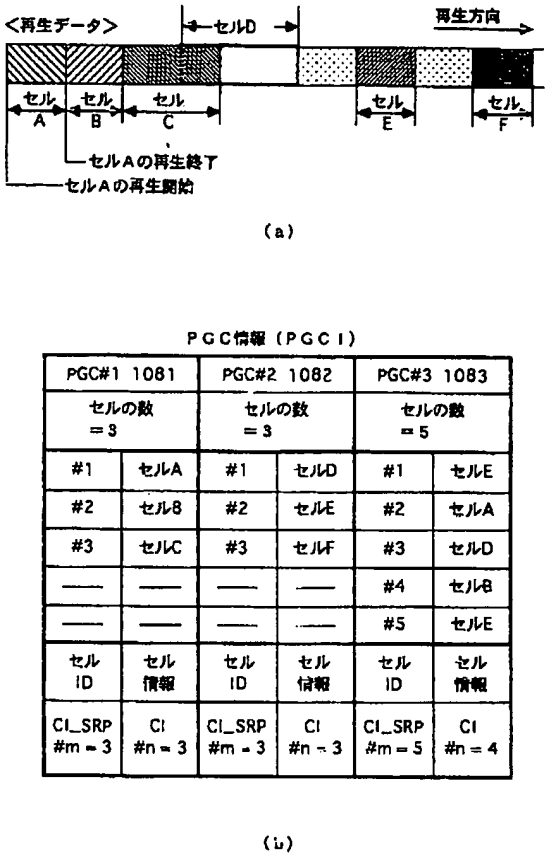 <再生データ>
セルD
再生方向
セル セル セル セル セル
A B C E F
セルAの再生終了
セルAの再生開始
(a)
PGC情報(PGCI)
PGC#1 1081 PGC#2 1082 PGC#3 1083
セルの数 セルの数 セルの数
=3 =3 =5
#1 セルA #1 セルD #1 セルE
#2 セルB #2 セルE #2 セルA
#3 セルC #3 セルF #3 セルD
— — — — #4 セルB
— — — — #5 セルE
セル セル セル セル セル セル
ID 情報 ID 情報 ID 情報
CI_SRP CI CI_SRP CI CI_SRP CI
#m=3 #n=3 #m=3 #n=3 #m=5 #n=4
(b)